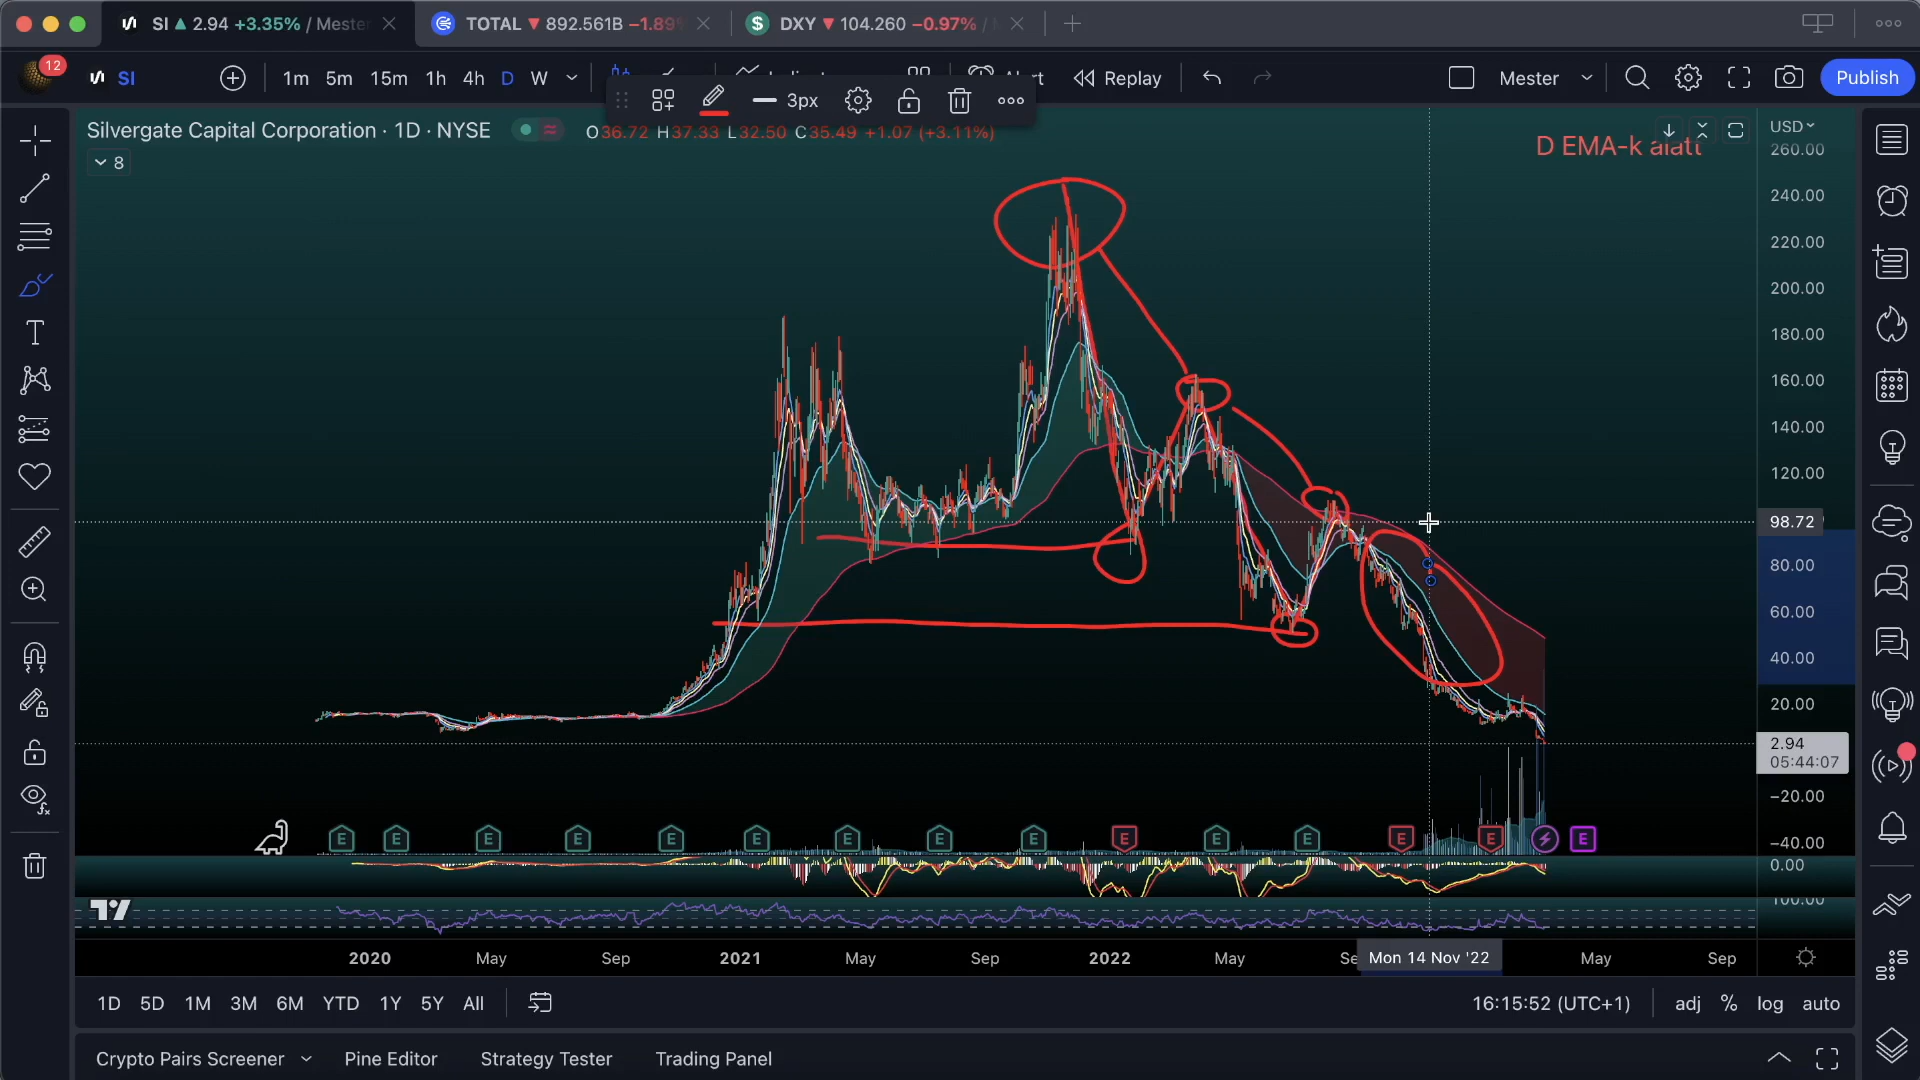 SI ▲ 2.94 +3.35% / Mester
TOTAL ▼ 892.561B −1.89%
DXY ▼ 104.260 −0.97% /
12
SI
1m 5m 15m 1h 4h D W
Replay
Mester
Publish
3px
Silvergate Capital Corporation · 1D · NYSE
O36.72 H37.33 L32.50 C35.49 +1.07 (+3.11%)
8
D EMA-k alatt
USD
260.00
240.00
220.00
200.00
180.00
160.00
140.00
120.00
98.72
80.00
60.00
40.00
20.00
2.94
05:44:07
−20.00
−40.00
0.00
100.00
E E E E E E E E E E E E E E E
2020 May Sep 2021 May Sep 2022 May Se Mon 14 Nov '22 May Sep
1D 5D 1M 3M 6M YTD 1Y 5Y All
16:15:52 (UTC+1)
adj % log auto
Crypto Pairs Screener Pine Editor Strategy Tester Trading Panel